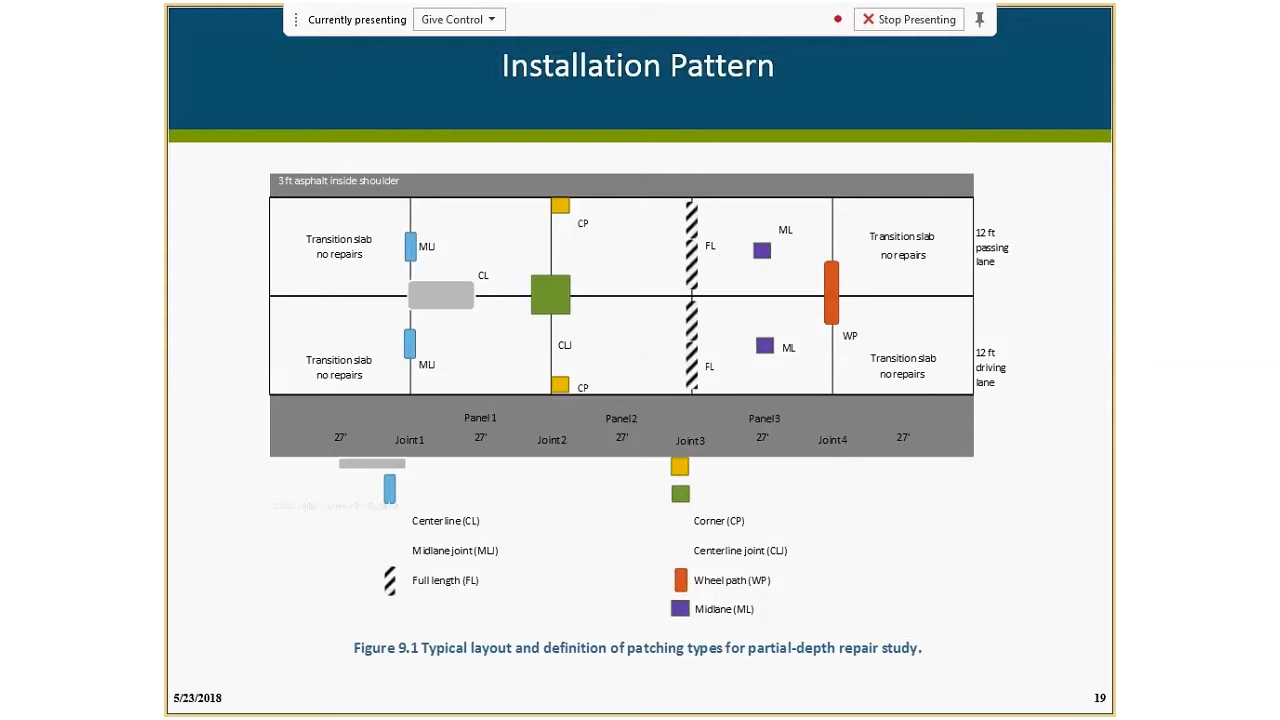 Currently presenting Give Control Stop Presenting
Installation Pattern
3 ft asphalt inside shoulder
Transition slab
no repairs
MLJ
CL
CP
FL
ML
Transition slab
no repairs
12 ft
passing
lane
Transition slab
no repairs
MLJ
CLJ
CP
FL
ML
WP
Transition slab
no repairs
12 ft
driving
lane
Panel 1 Panel 2 Panel 3
27' Joint 1 27' Joint 2 27' Joint 3 27' Joint 4 27'
Centerline (CL)
Corner (CP)
Midlane joint (MLJ)
Centerline joint (CLJ)
Full length (FL)
Wheel path (WP)
Midlane (ML)
Figure 9.1 Typical layout and definition of patching types for partial-depth repair study.
5/23/2018
19